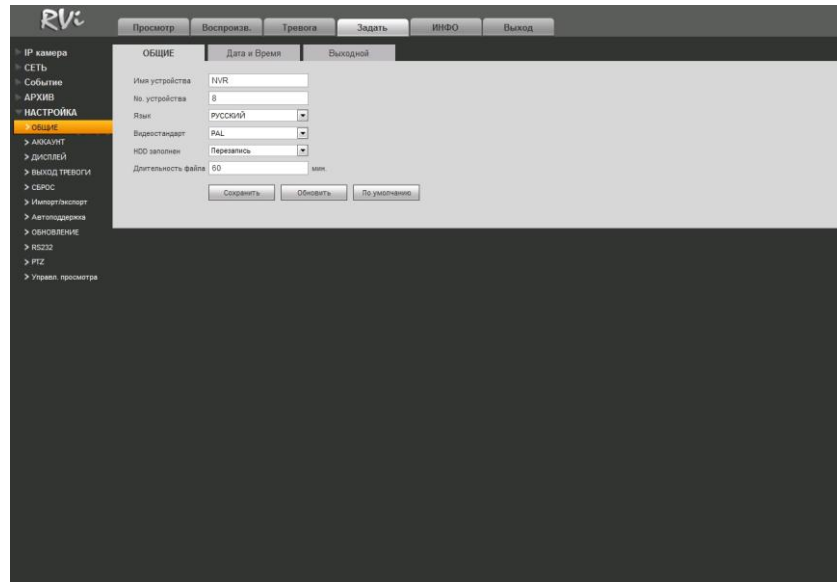 RVi
Просмотр Воспроизв. Тревога Задать ИНФО Выход
IP камера
СЕТЬ
Событие
АРХИВ
НАСТРОЙКА
> ОБЩИЕ
> АККАУНТ
> ДИСПЛЕЙ
> ВЫХОД ТРЕВОГИ
> СБРОС
> Импорт/экспорт
> Автоподдержка
> ОБНОВЛЕНИЕ
> RS232
> PTZ
> Управл. просмотра
ОБЩИЕ Дата и Время Выходной
Имя устройства NVR
No. устройства 8
Язык РУССКИЙ
Видеостандарт PAL
HDD заполнен Перезапись
Длительность файла 60 мин.
Сохранить Обновить По умолчанию